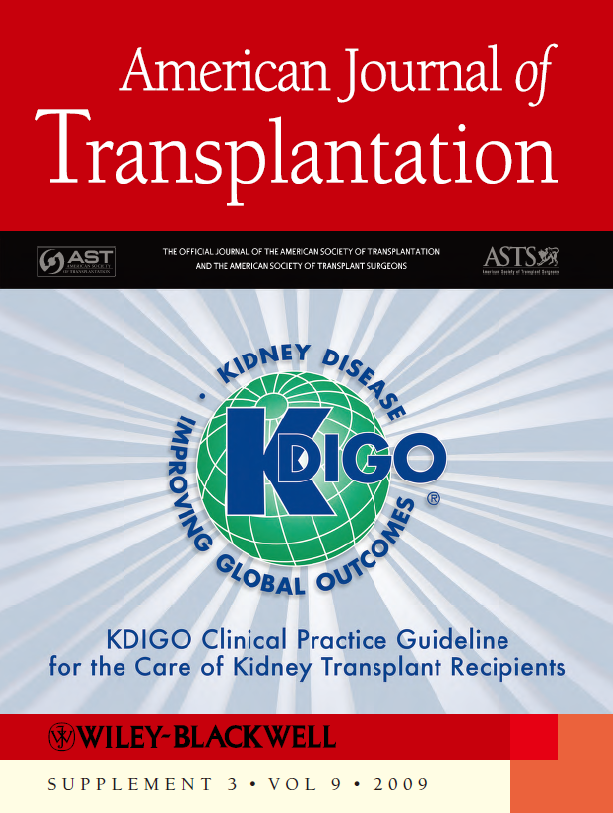 American Journal of
Transplantation
AST
AMERICAN SOCIETY
OF TRANSPLANTATION
THE OFFICIAL JOURNAL OF THE AMERICAN SOCIETY OF TRANSPLANTATION
AND THE AMERICAN SOCIETY OF TRANSPLANT SURGEONS
ASTS
American Society of Transplant Surgeons
• KIDNEY DISEASE
IMPROVING GLOBAL OUTCOMES
KDIGO
®
KDIGO Clinical Practice Guideline
for the Care of Kidney Transplant Recipients
WILEY-BLACKWELL
SUPPLEMENT 3 • VOL 9 • 2009